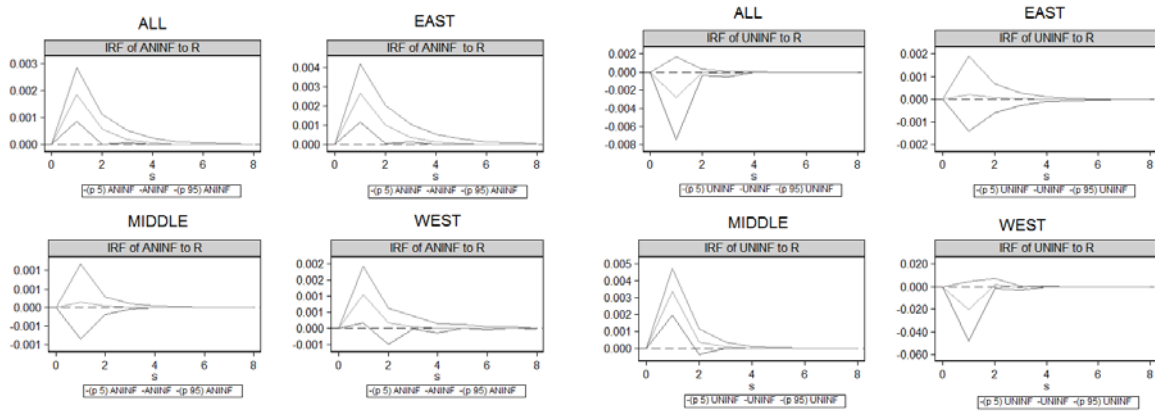 ALL
IRF of ANINF to R
0.003
0.002
0.001
0.000
0 2 4 6 8
s
-(p 5) ANINF -ANINF -(p 95) ANINF
EAST
IRF of ANINF to R
0.004
0.003
0.002
0.001
0.000
0 2 4 6 8
s
-(p 5) ANINF -ANINF -(p 95) ANINF
ALL
IRF of UNINF to R
0.002
0.000
-0.002
-0.004
-0.006
-0.008
0 2 4 6 8
s
-(p 5) UNINF -UNINF -(p 95) UNINF
EAST
IRF of UNINF to R
0.002
0.001
0.000
-0.001
-0.002
0 2 4 6 8
s
-(p 5) UNINF -UNINF -(p 95) UNINF
MIDDLE
IRF of ANINF to R
0.001
0.001
0.000
-0.001
-0.001
0 2 4 6 8
s
-(p 5) ANINF -ANINF -(p 95) ANINF
WEST
IRF of ANINF to R
0.002
0.002
0.001
0.001
0.000
-0.001
0 2 4 6 8
s
-(p 5) ANINF -ANINF -(p 95) ANINF
MIDDLE
IRF of UNINF to R
0.005
0.004
0.003
0.002
0.001
0.000
0 2 4 6 8
s
-(p 5) UNINF -UNINF -(p 95) UNINF
WEST
IRF of UNINF to R
0.020
0.000
-0.020
-0.040
-0.060
0 2 4 6 8
s
-(p 5) UNINF -UNINF -(p 95) UNINF